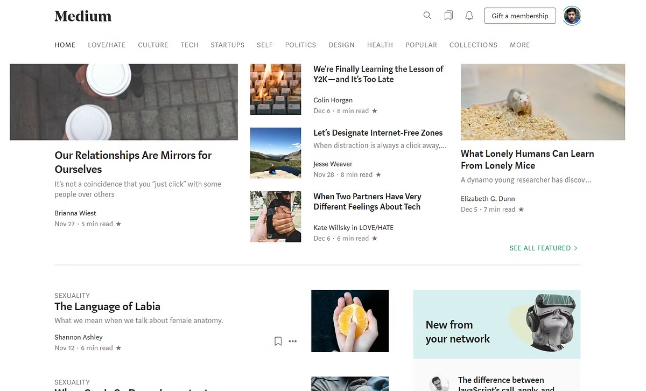 Medium
Gift a membership
HOME LOVE/HATE CULTURE TECH STARTUPS SELF POLITICS DESIGN HEALTH POPULAR COLLECTIONS MORE
Our Relationships Are Mirrors for
Ourselves
It's not a coincidence that you "just click" with some
people over others
Brianna Wiest
Nov 27 · 5 min read ★
We're Finally Learning the Lesson of
Y2K—and It's Too Late
Colin Horgan
Dec 6 · 8 min read ★
Let's Designate Internet-Free Zones
When distraction is always a click away,...
Jesse Weaver
Nov 28 · 8 min read ★
When Two Partners Have Very
Different Feelings About Tech
Kate Willsky in LOVE/HATE
Dec 6 · 6 min read ★
What Lonely Humans Can Learn
From Lonely Mice
A dynamo young researcher has discov...
Elizabeth G. Dunn
Dec 5 · 7 min read ★
SEE ALL FEATURED >
SEXUALITY
The Language of Labia
What we mean when we talk about female anatomy.
Shannon Ashley
Nov 12 · 6 min read ★
New from
your network
The difference between
JavaScript's call, apply, and
SEXUALITY